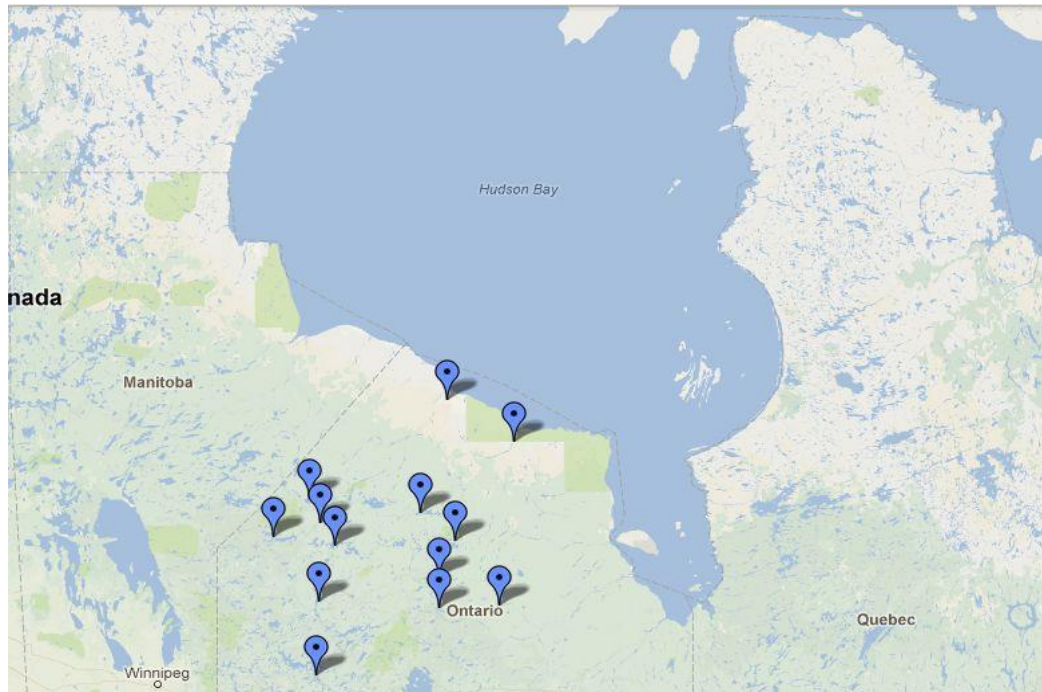 Hudson Bay
nada
Manitoba
Ontario
Quebec
Winnipeg